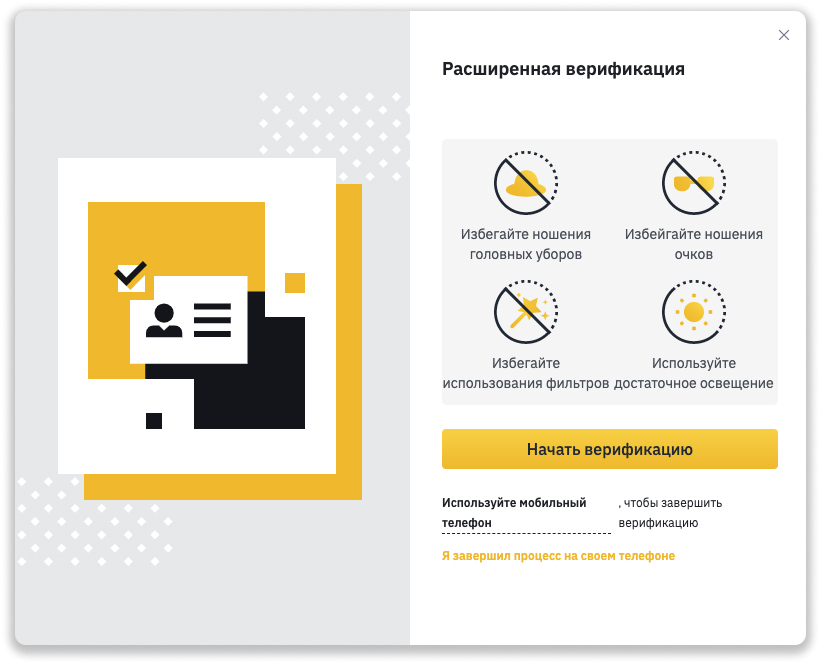 Расширенная верификация
Избегайте ношения
головных уборов
Избейгайте ношения
очков
Избегайте
использования фильтров
Используйте
достаточное освещение
Начать верификацию
Используйте мобильный
телефон
, чтобы завершить
верификацию
Я завершил процесс на своем телефоне